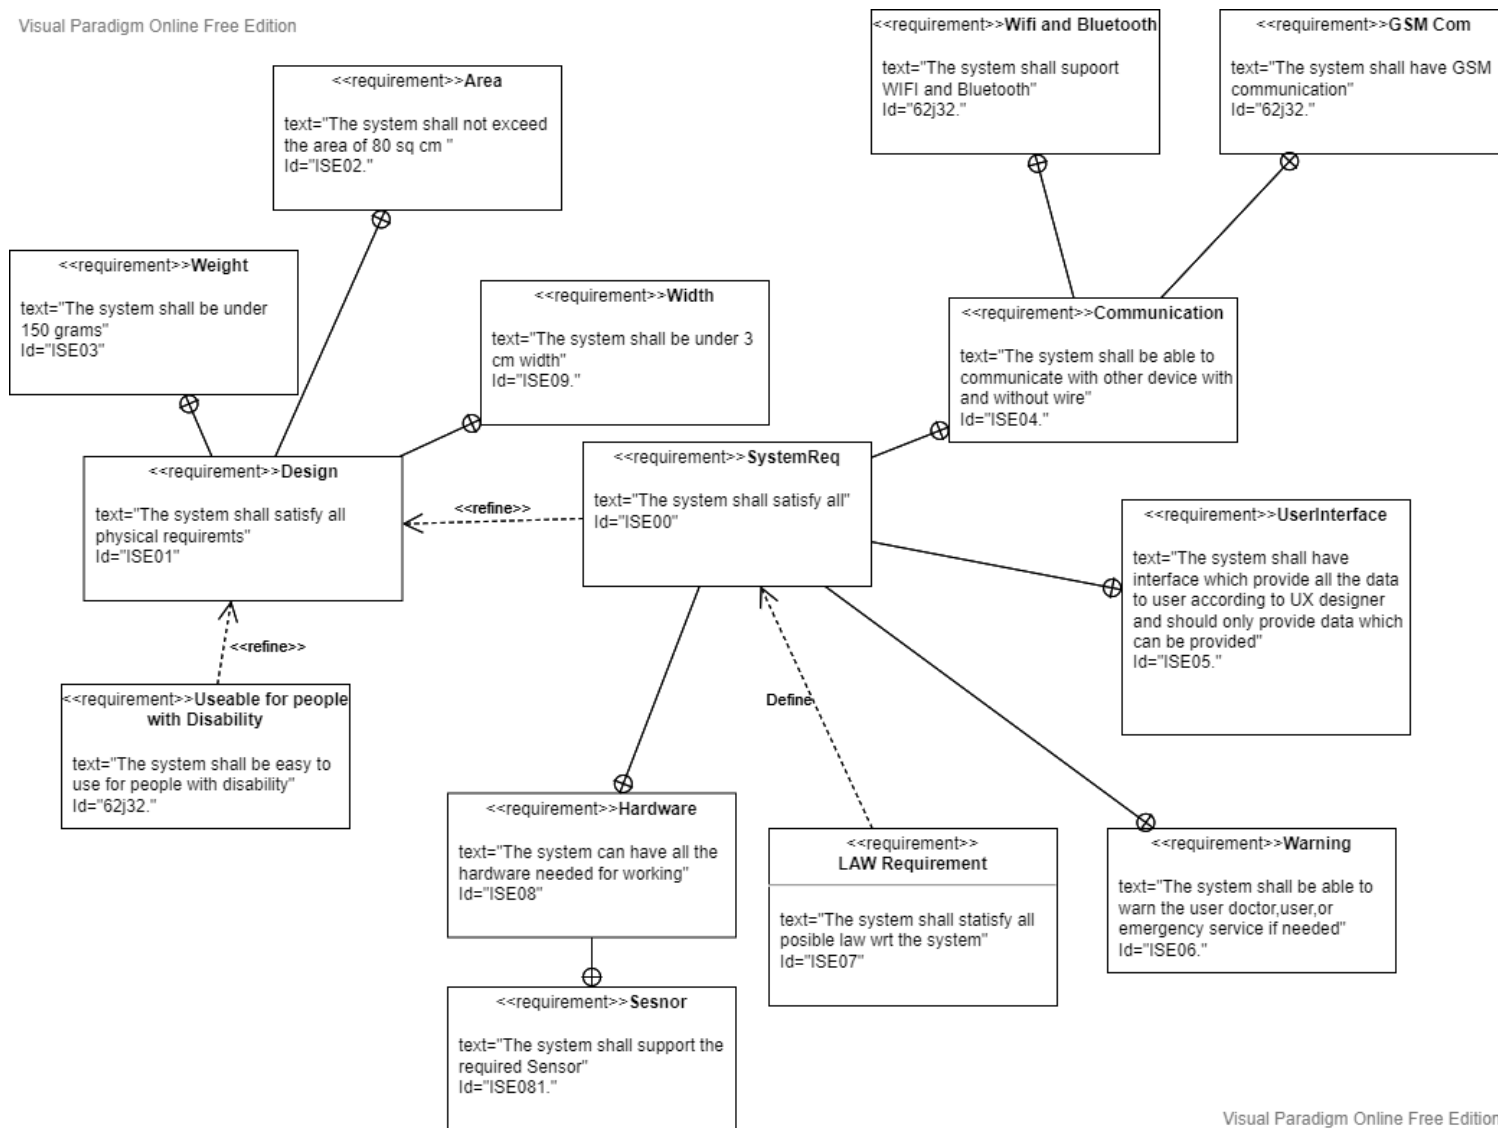 Visual Paradigm Online Free Edition
<<requirement>>Wifi and Bluetooth
text="The system shall supoort
WIFI and Bluetooth"
Id="62j32."
<<requirement>>GSM Com
text="The system shall have GSM
communication"
Id="62j32."
<<requirement>>Area
text="The system shall not exceed
the area of 80 sq cm "
Id="ISE02."
<<requirement>>Weight
text="The system shall be under
150 grams"
Id="ISE03"
<<requirement>>Width
text="The system shall be under 3
cm width"
Id="ISE09."
<<requirement>>Communication
text="The system shall be able to
communicate with other device with
and without wire"
Id="ISE04."
<<requirement>>Design
text="The system shall satisfy all
physical requiremts"
Id="ISE01"
<<refine>>
<<requirement>>SystemReq
text="The system shall satisfy all"
Id="ISE00"
<<requirement>>UserInterface
text="The system shall have
interface which provide all the data
to user according to UX designer
and should only provide data which
can be provided"
Id="ISE05."
<<refine>>
<<requirement>>Useable for people
with Disability
text="The system shall be easy to
use for people with disability"
Id="62j32."
Define
<<requirement>>Hardware
text="The system can have all the
hardware needed for working"
Id="ISE08"
<<requirement>>
LAW Requirement
text="The system shall statisfy all
posible law wrt the system"
Id="ISE07"
<<requirement>>Warning
text="The system shall be able to
warn the user doctor,user,or
emergency service if needed"
Id="ISE06."
<<requirement>>Sesnor
text="The system shall support the
required Sensor"
Id="ISE081."
Visual Paradigm Online Free Edition